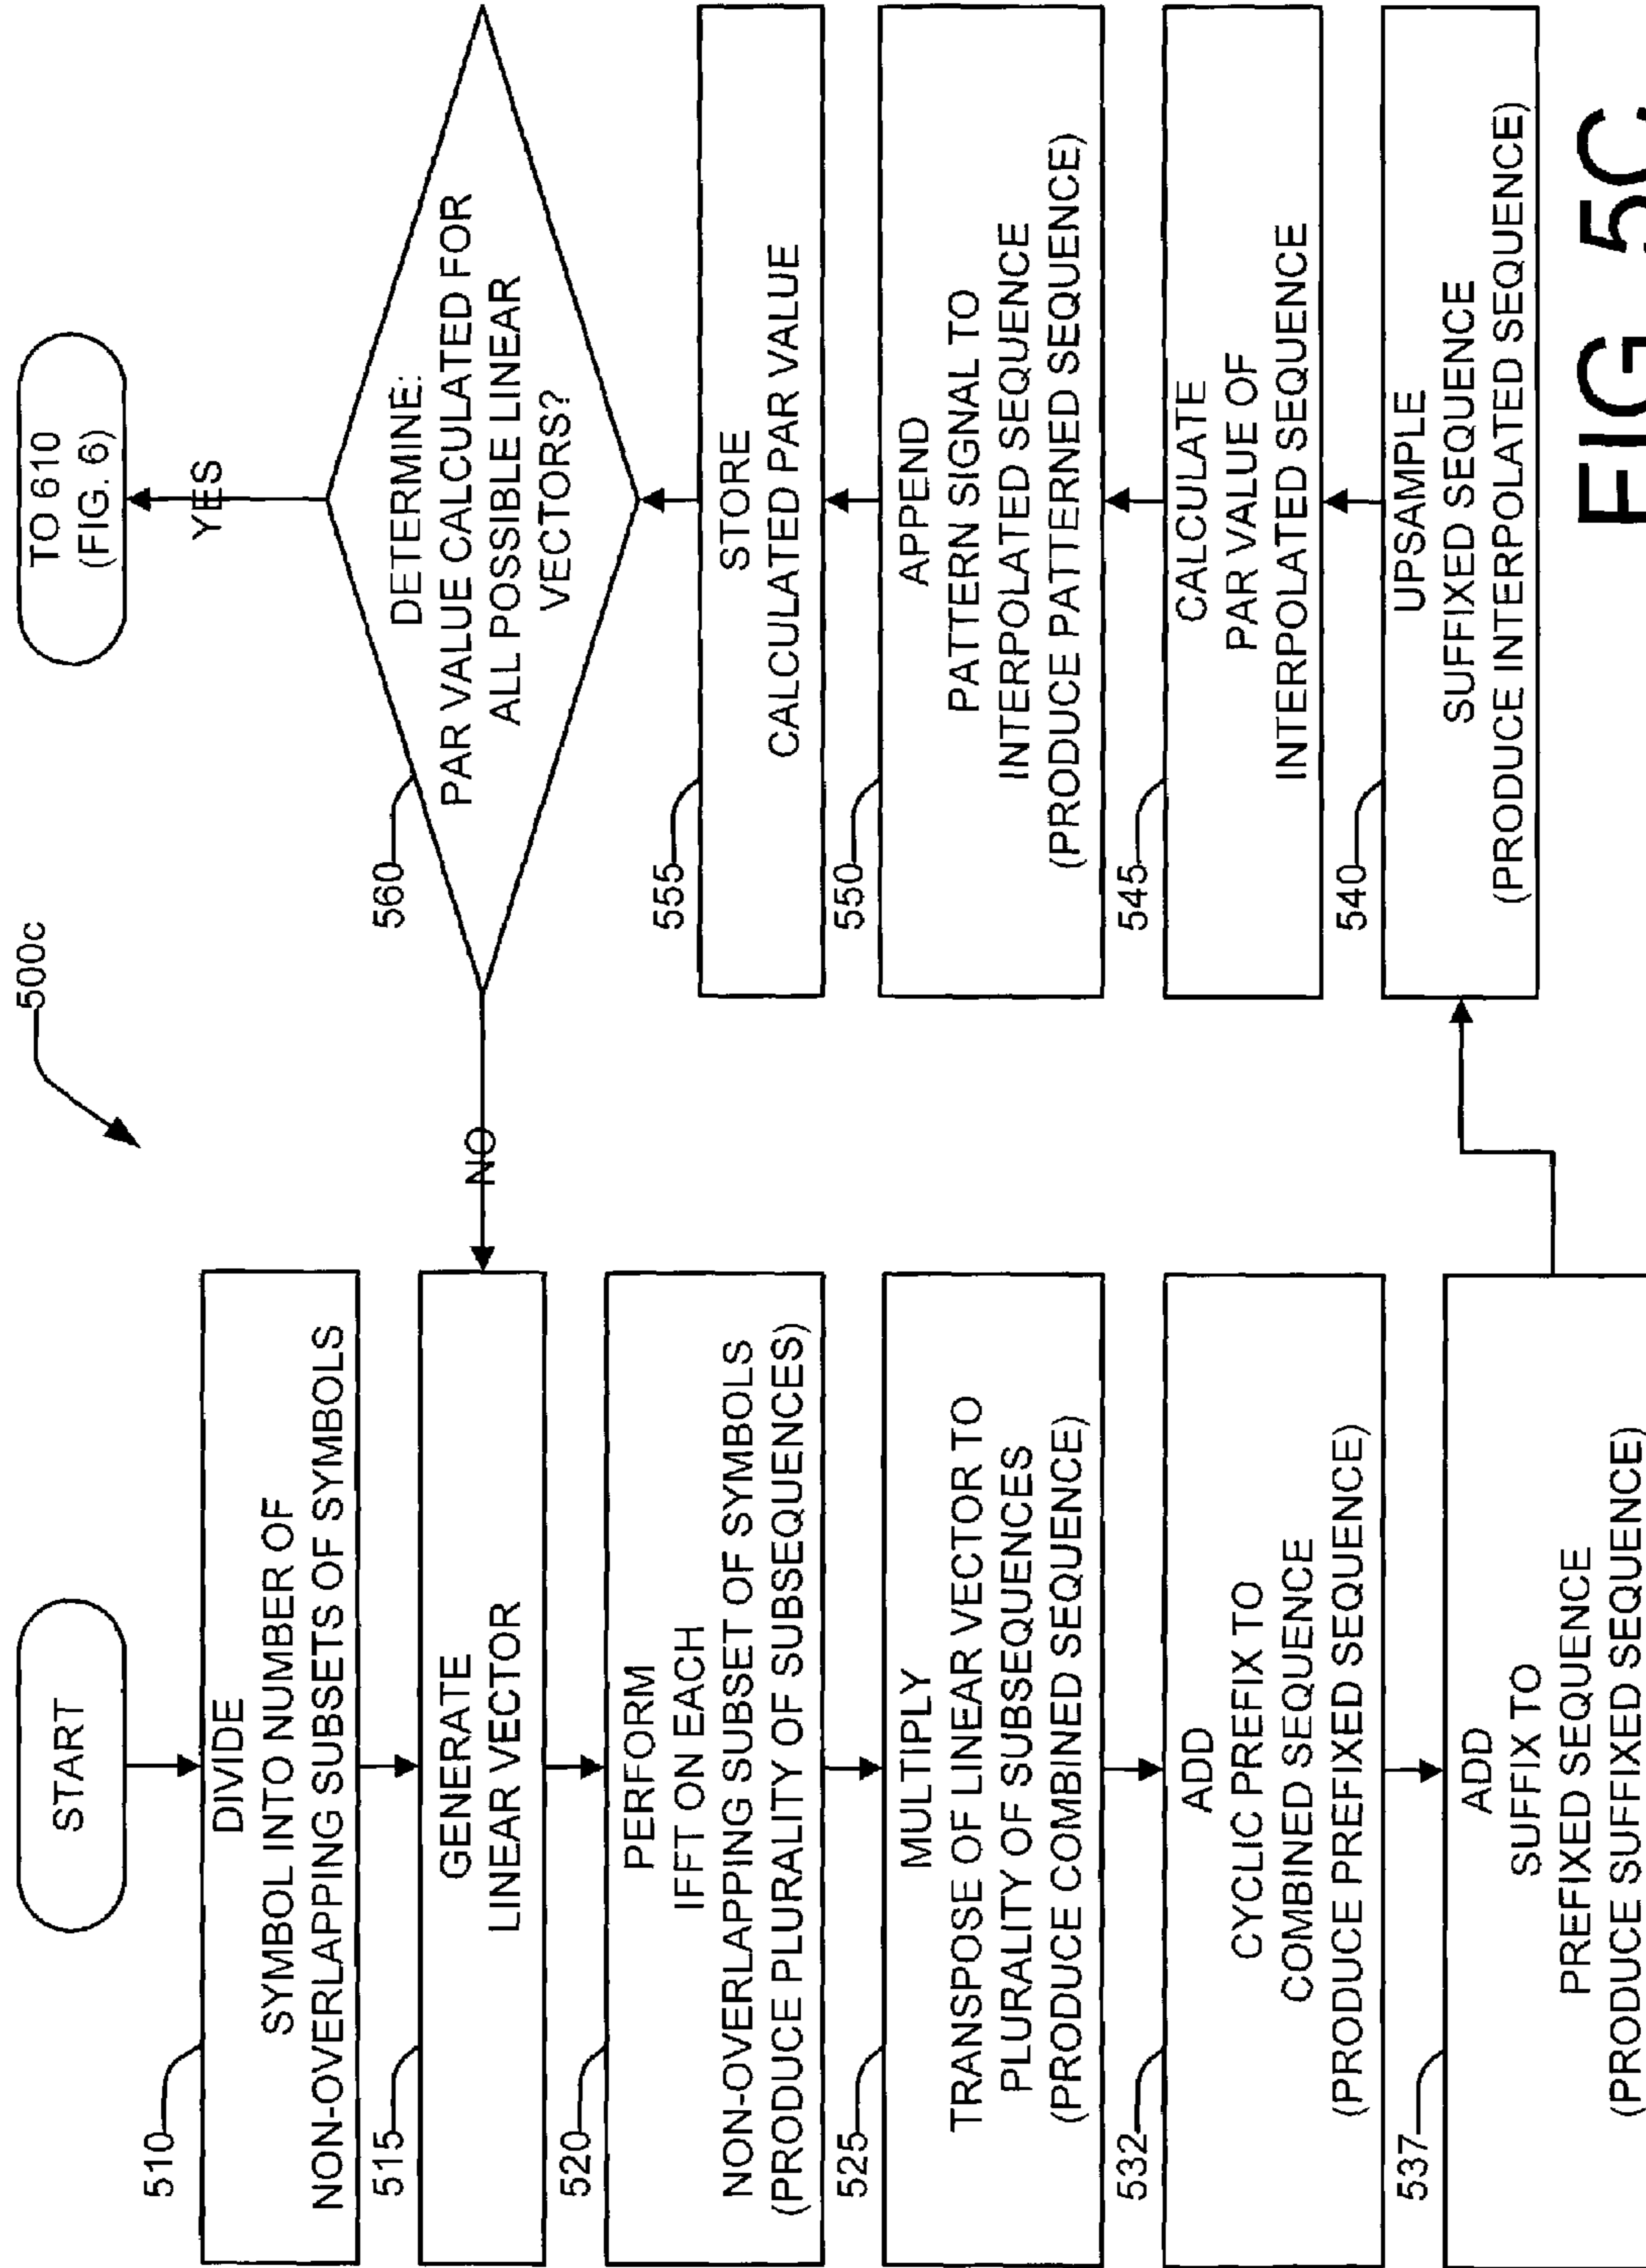 500c
START
510
DIVIDE
SYMBOL INTO NUMBER OF
NON-OVERLAPPING SUBSETS OF SYMBOLS
515
GENERATE
LINEAR VECTOR
520
PERFORM
IFFT ON EACH
NON-OVERLAPPING SUBSET OF SYMBOLS
(PRODUCE PLURALITY OF SUBSEQUENCES)
525
MULTIPLY
TRANSPOSE OF LINEAR VECTOR TO
PLURALITY OF SUBSEQUENCES
(PRODUCE COMBINED SEQUENCE)
532
ADD
CYCLIC PREFIX TO
COMBINED SEQUENCE
(PRODUCE PREFIXED SEQUENCE)
537
ADD
SUFFIX TO
PREFIXED SEQUENCE
(PRODUCE SUFFIXED SEQUENCE)
TO 610
(FIG. 6)
YES
560
DETERMINE:
PAR VALUE CALCULATED FOR
ALL POSSIBLE LINEAR
VECTORS?
NO
555
STORE
CALCULATED PAR VALUE
550
APPEND
PATTERN SIGNAL TO
INTERPOLATED SEQUENCE
(PRODUCE PATTERNED SEQUENCE)
545
CALCULATE
PAR VALUE OF
INTERPOLATED SEQUENCE
540
UPSAMPLE
SUFFIXED SEQUENCE
(PRODUCE INTERPOLATED SEQUENCE)
FIG. 5C